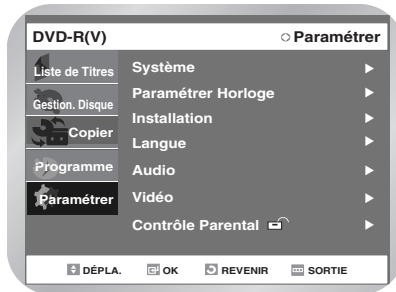 DVD-R(V) Paramétrer
Liste de Titres
Gestion. Disque
Copier
Programme
Paramétrer
Système
Paramétrer Horloge
Installation
Langue
Audio
Vidéo
Contrôle Parental
DÉPLA. OK REVENIR SORTIE